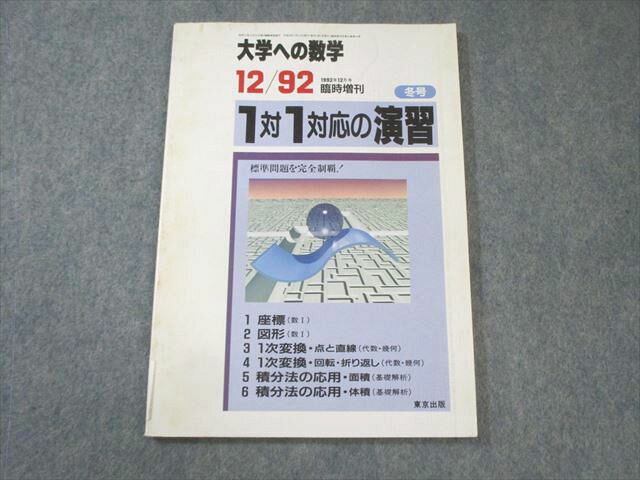 大学への数学
12/92
1992年12月号
臨時増刊
冬号
1対1対応の演習
標準問題を完全制覇!
1 座標(数I)
2 図形(数I)
3 1次変換・点と直線(代数・幾何)
4 1次変換・回転・折り返し(代数・幾何)
5 積分法の応用・面積(基礎解析)
6 積分法の応用・体積(基礎解析)
東京出版